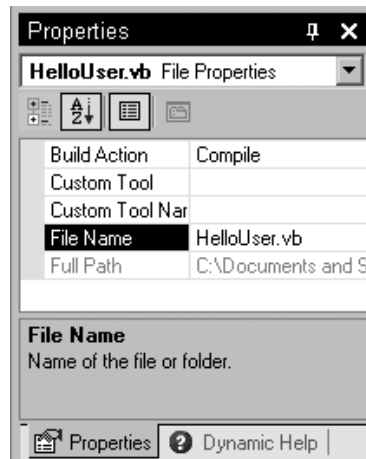 Properties
HelloUser.vb File Properties
A
Z
Build Action Compile
Custom Tool
Custom Tool Nar
File Name HelloUser.vb
Full Path C:\Documents and S
File Name
Name of the file or folder.
Properties ? Dynamic Help